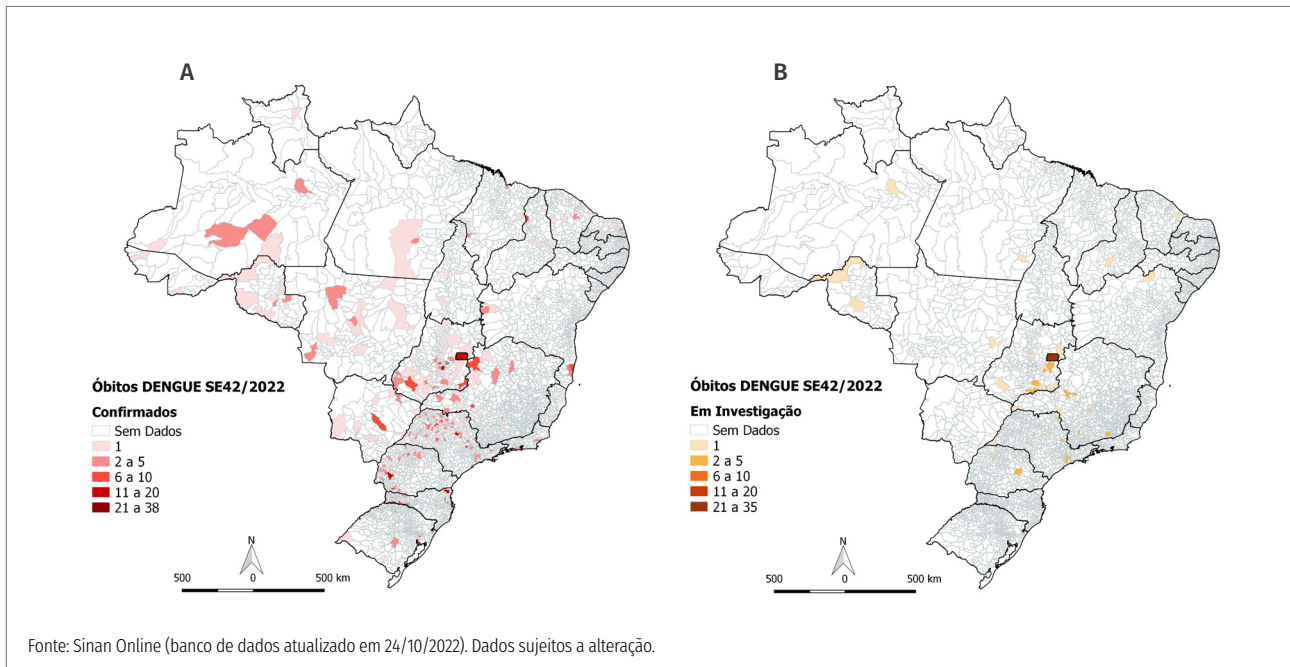 A
Óbitos DENGUE SE42/2022
Confirmados
Sem Dados
1
2 a 5
6 a 10
11 a 20
21 a 38
N
500 0 500 km
B
Óbitos DENGUE SE42/2022
Em Investigação
Sem Dados
1
2 a 5
6 a 10
11 a 20
21 a 35
N
500 0 500 km
Fonte: Sinan Online (banco de dados atualizado em 24/10/2022). Dados sujeitos a alteração.